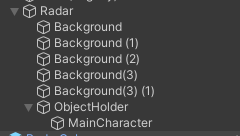 Radar
Background
Background (1)
Background (2)
Background(3)
Background(3) (1)
ObjectHolder
MainCharacter